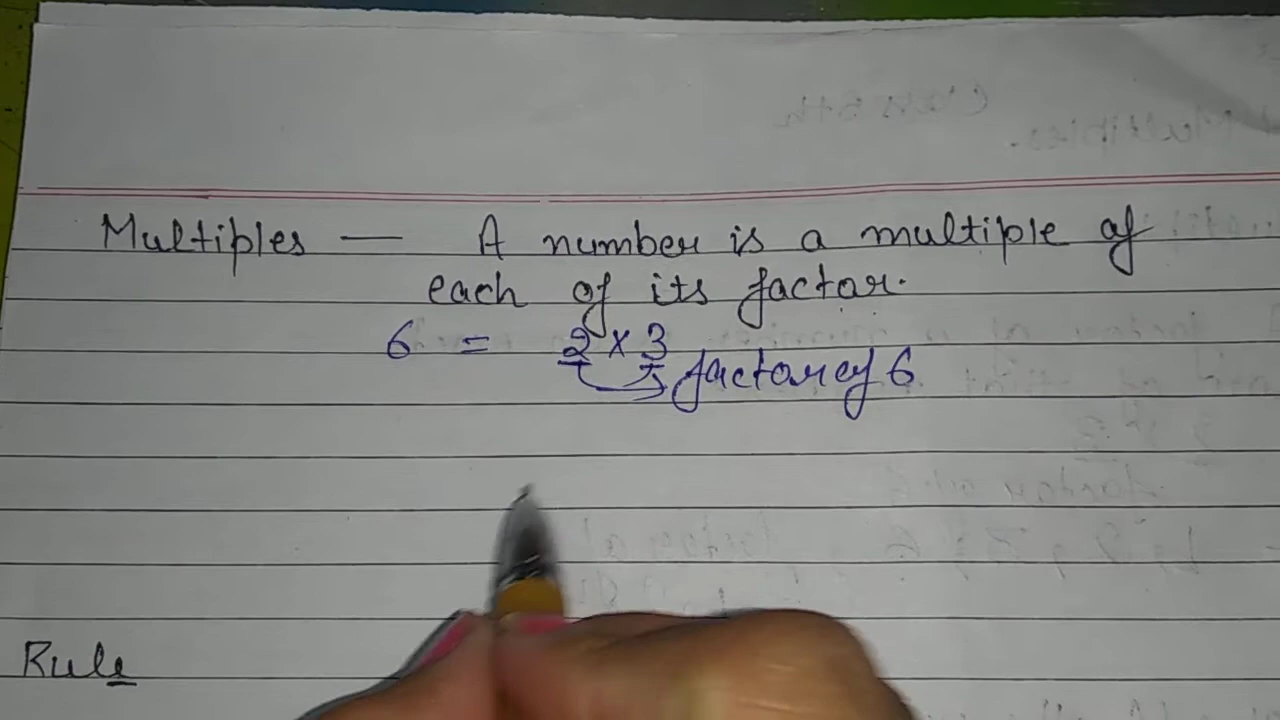 Multiples — A number is a multiple of
each of its factor.
6 = 2 × 3
factor of 6
Rule